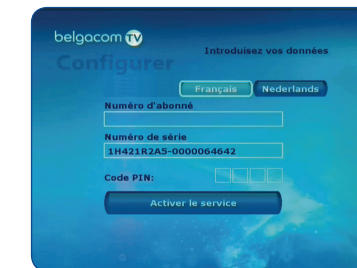 belgacom TV
Configurer
Introduisez vos données
Français Nederlands
Numéro d'abonné
Numéro de série
1H421R2A5-0000064642
Code PIN:
Activer le service